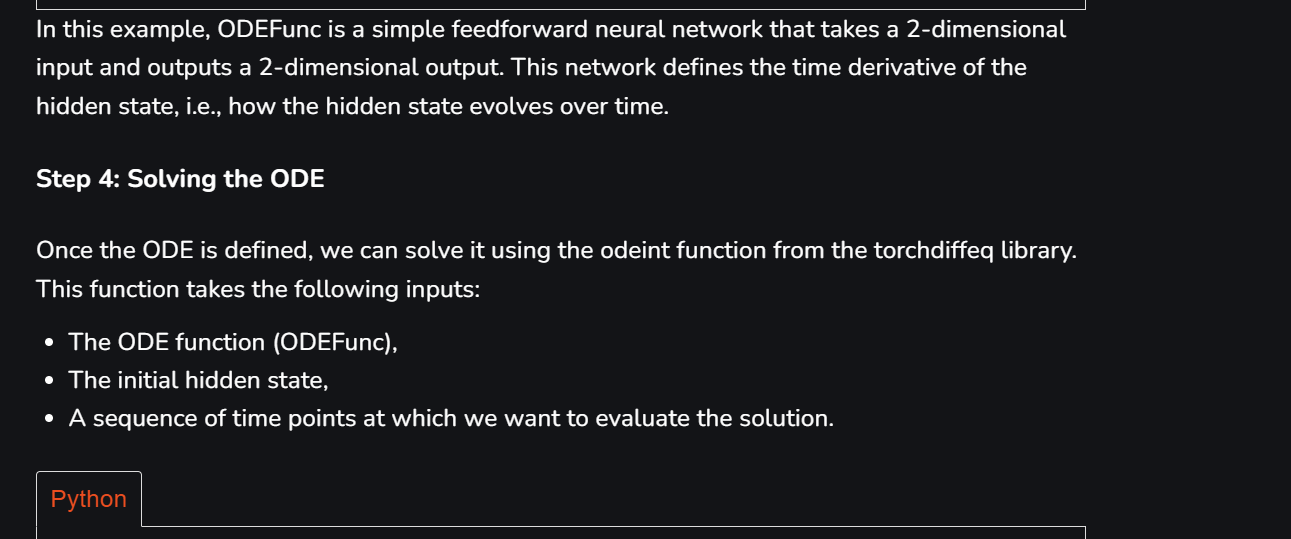 In this example, ODEFunc is a simple feedforward neural network that takes a 2-dimensional
input and outputs a 2-dimensional output. This network defines the time derivative of the
hidden state, i.e., how the hidden state evolves over time.
Step 4: Solving the ODE
Once the ODE is defined, we can solve it using the odeint function from the torchdiffeq library.
This function takes the following inputs:
• The ODE function (ODEFunc),
• The initial hidden state,
• A sequence of time points at which we want to evaluate the solution.
Python